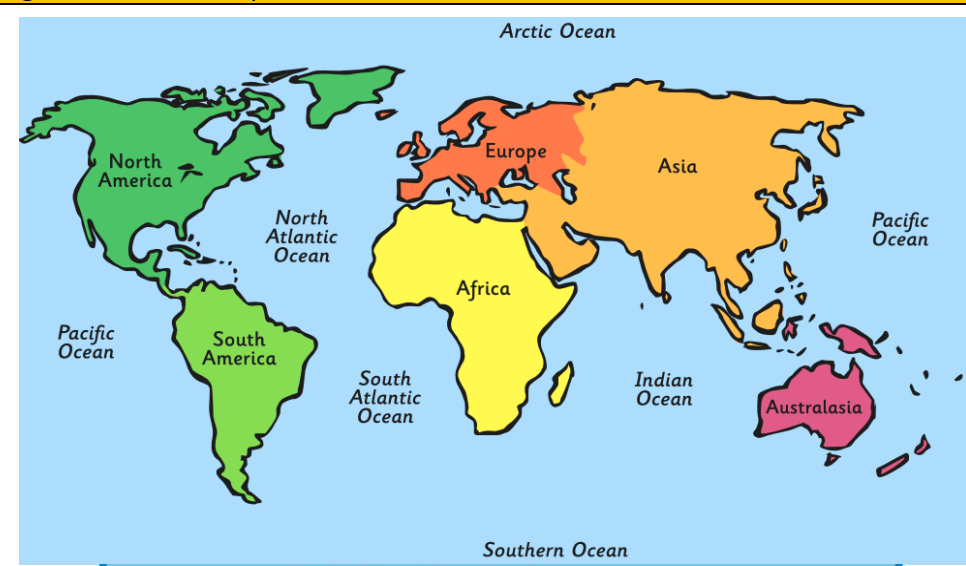 Arctic Ocean
North
America
Europe
Asia
North
Atlantic
Ocean
Pacific
Ocean
Africa
Pacific
Ocean
South
America
South
Atlantic
Ocean
Indian
Ocean
Australasia
Southern Ocean